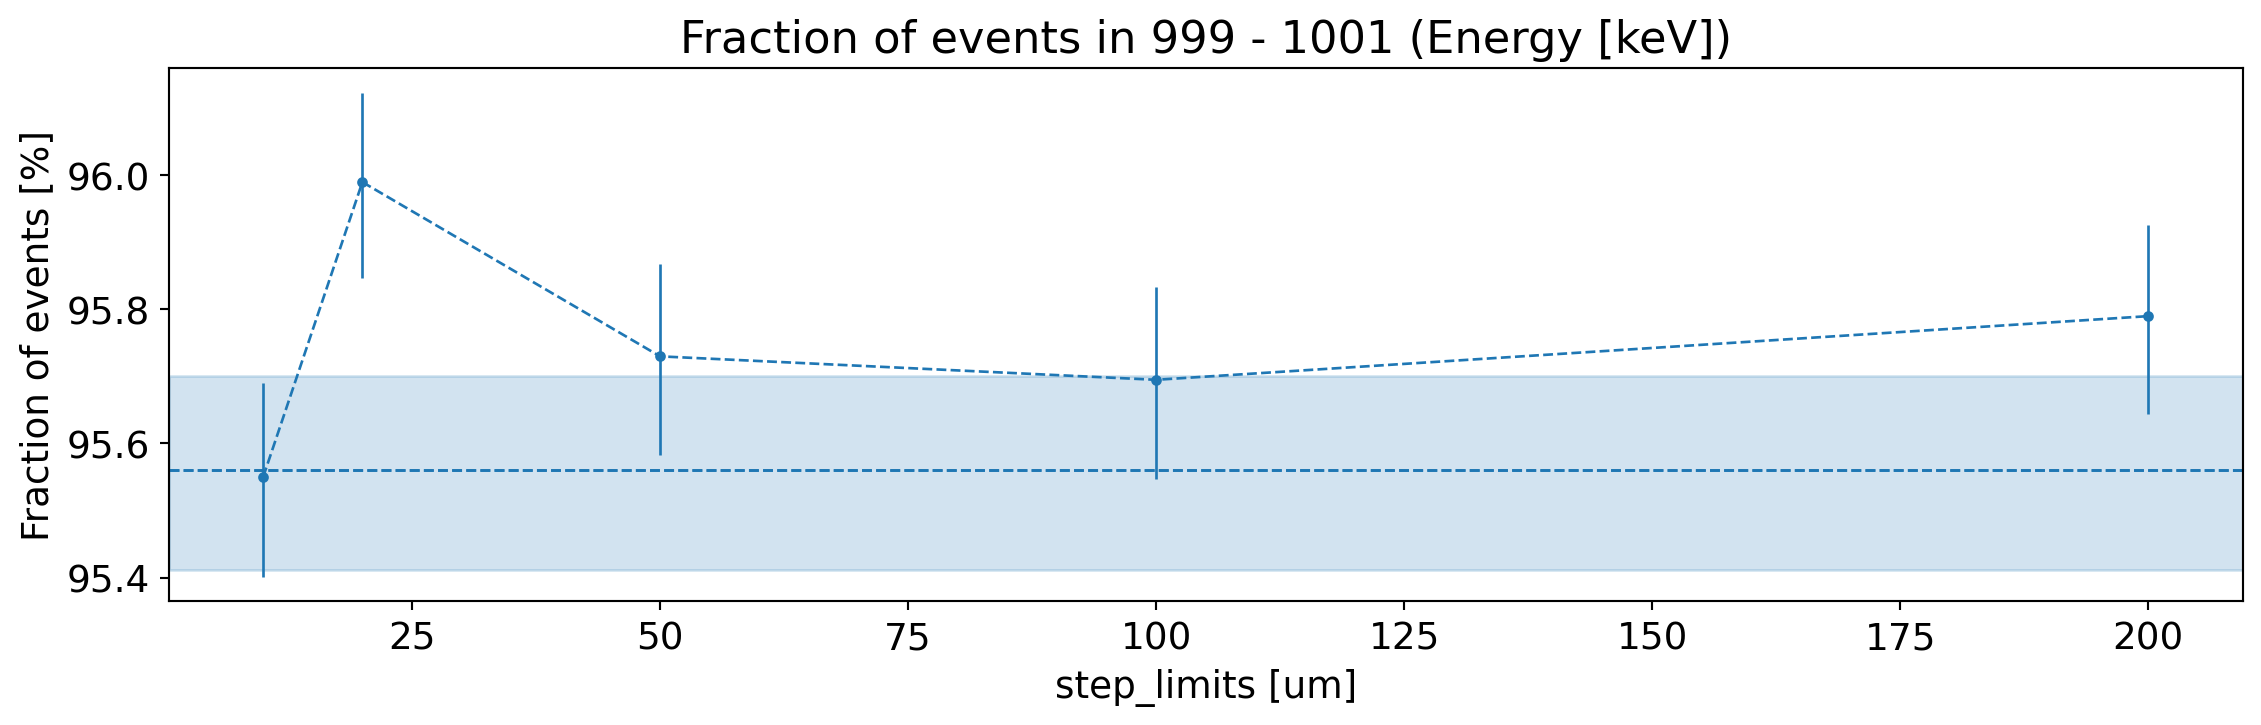 Fraction of events in 999 - 1001 (Energy [keV])
Fraction of events [%]
96.0
95.8
95.6
95.4
25 50 75 100 125 150 175 200
step_limits [um]